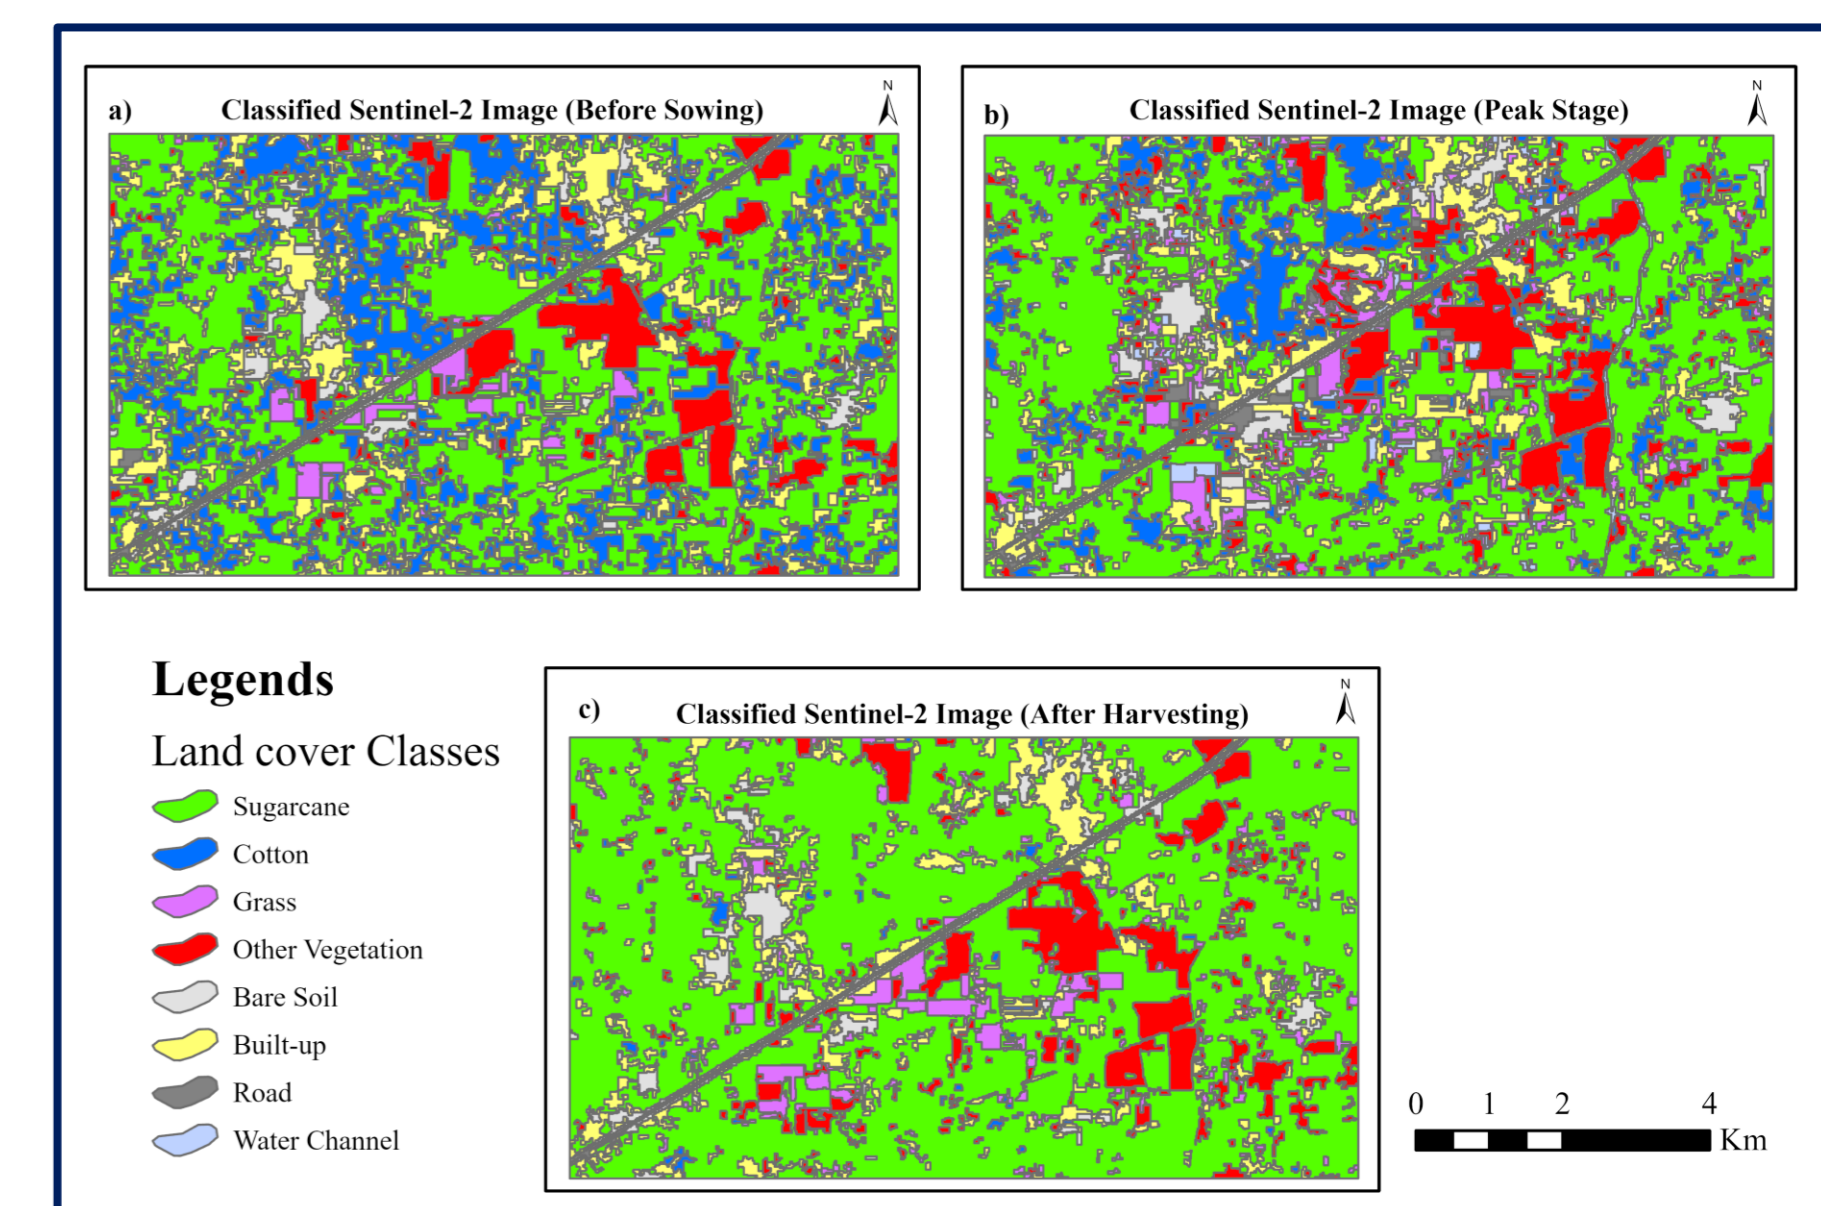 N
a) Classified Sentinel-2 Image (Before Sowing)
N
b) Classified Sentinel-2 Image (Peak Stage)
Legends
Land cover Classes
Sugarcane
Cotton
Grass
Other Vegetation
Bare Soil
Built-up
Road
Water Channel
N
c) Classified Sentinel-2 Image (After Harvesting)
0 1 2 4
Km